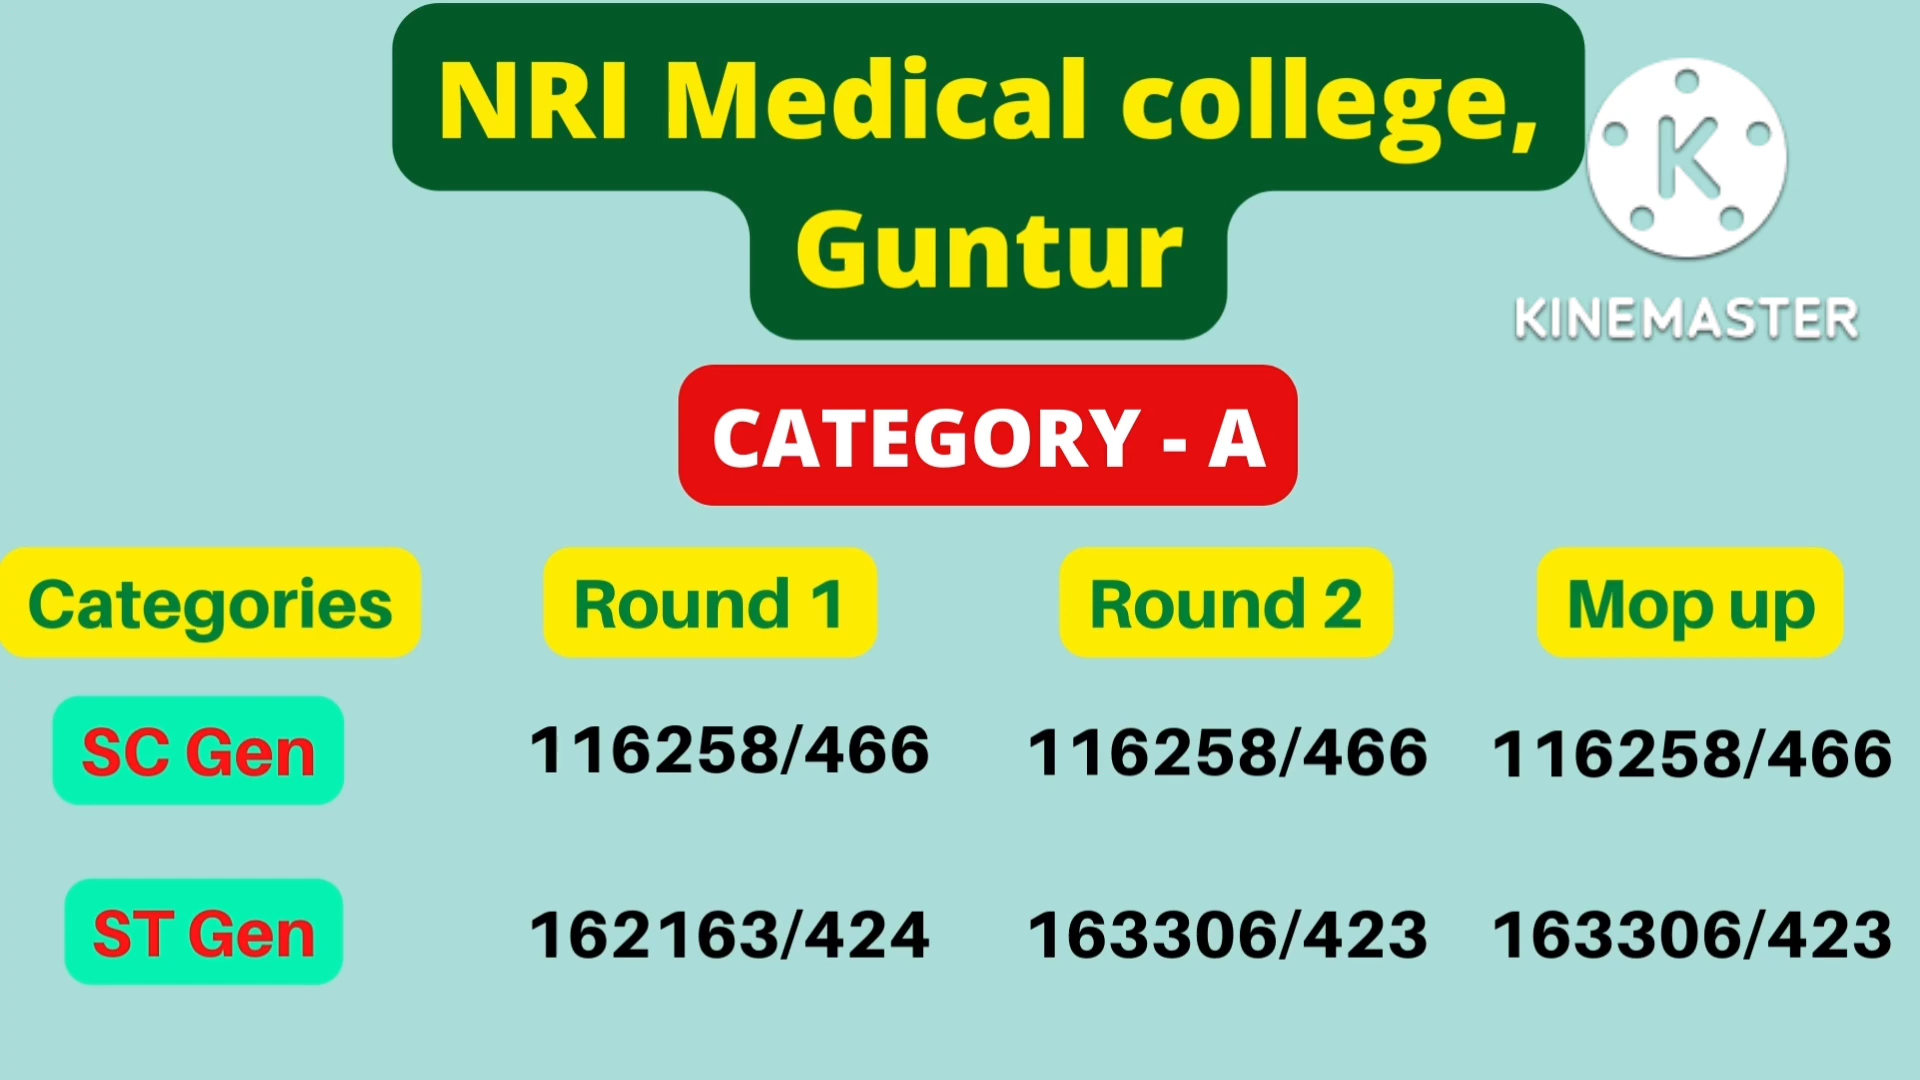 NRI Medical college,
Guntur
K
KINEMASTER
CATEGORY - A
Categories Round 1 Round 2 Mop up
SC Gen 116258/466 116258/466 116258/466
ST Gen 162163/424 163306/423 163306/423